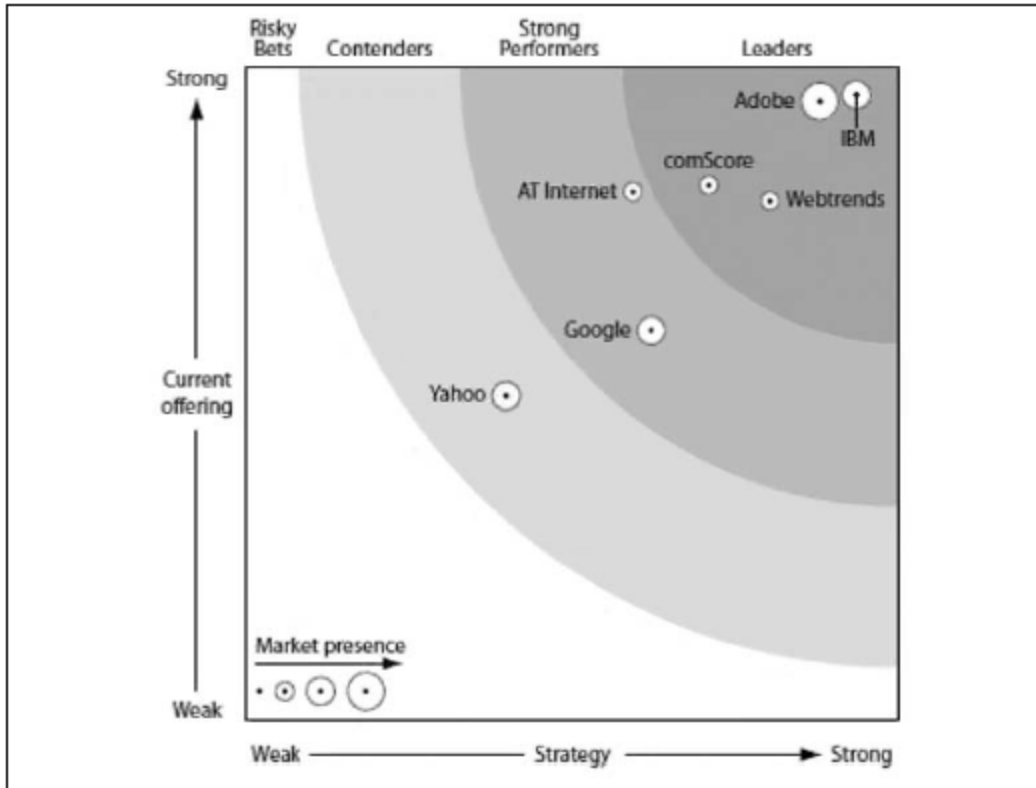 Risky
Bets
Contenders
Strong
Performers
Leaders
Strong
Adobe
IBM
comScore
AT Internet
Webtrends
Google
Current
offering
Yahoo
Market presence
Weak
Weak
Strategy
Strong